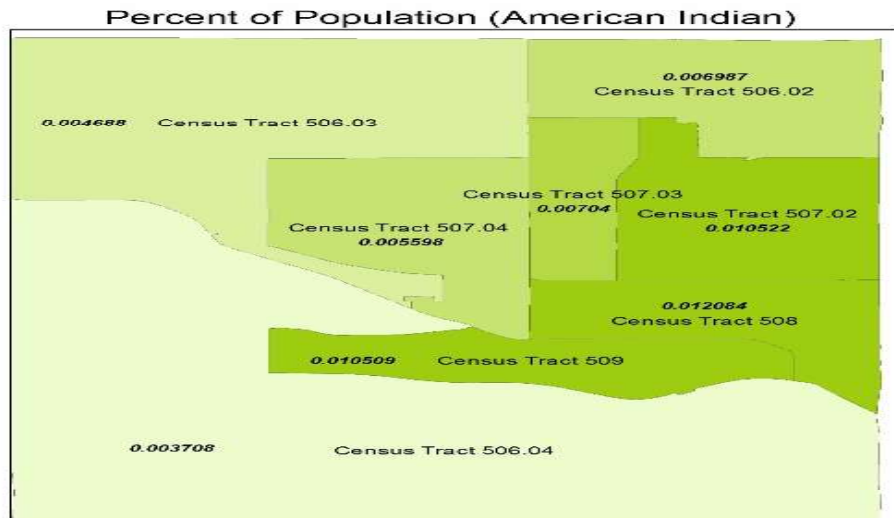 Percent of Population (American Indian)
0.006987
Census Tract 506.02
0.004688 Census Tract 506.03
Census Tract 507.03
0.00704
Census Tract 507.02
0.010522
Census Tract 507.04
0.005598
0.012084
Census Tract 508
0.010509 Census Tract 509
0.003708 Census Tract 506.04